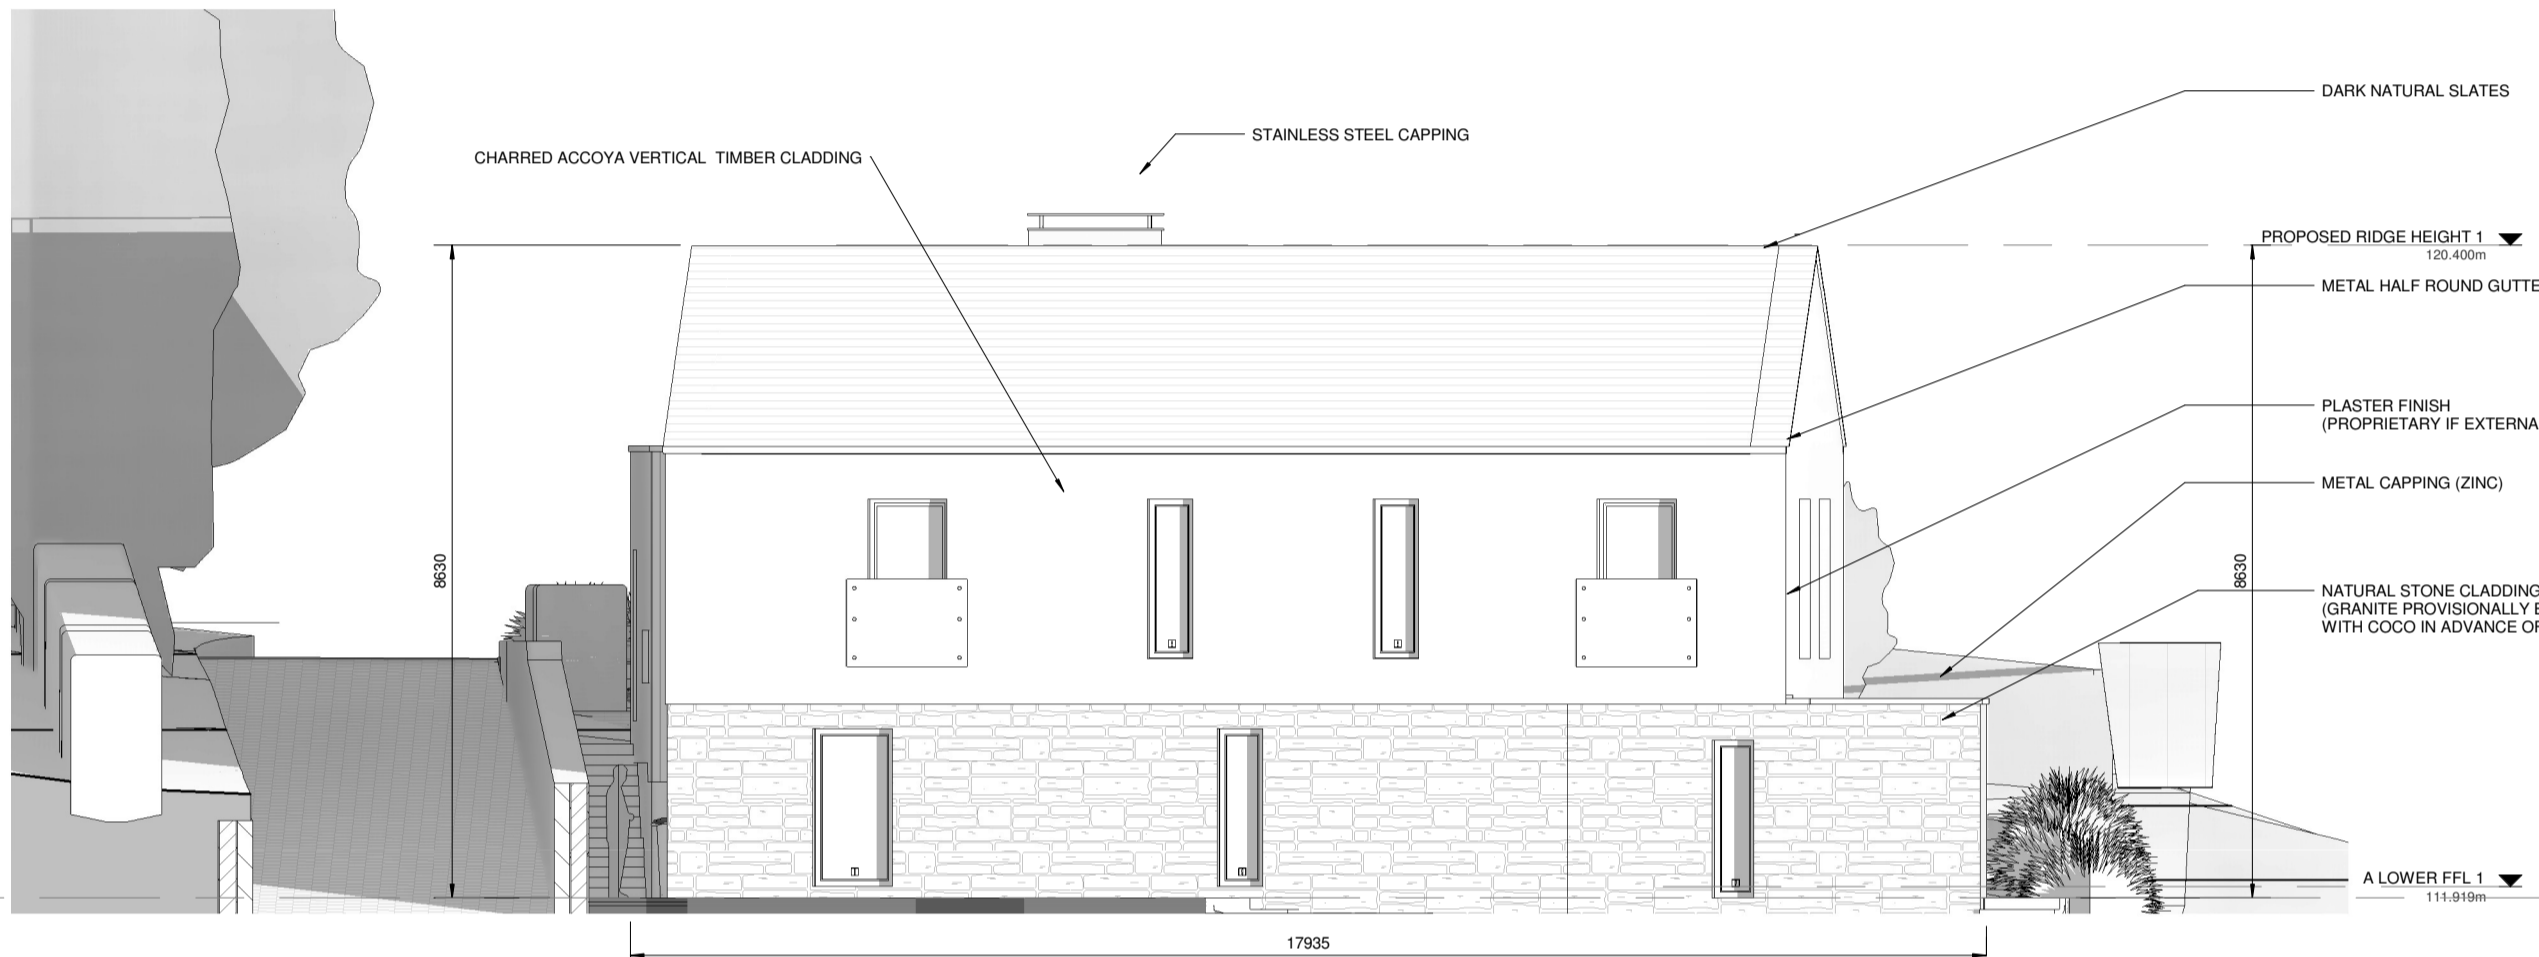 DARK NATURAL SLATES
STAINLESS STEEL CAPPING
CHARRED ACCOYA VERTICAL TIMBER CLADDING
PROPOSED RIDGE HEIGHT 1
120.400m
METAL HALF ROUND GUTTE
PLASTER FINISH
(PROPRIETARY IF EXTERNA
METAL CAPPING (ZINC)
8630
8630
NATURAL STONE CLADDING
(GRANITE PROVISIONALLY
WITH COCO IN ADVANCE OF
A LOWER FFL 1
111.919m
17935